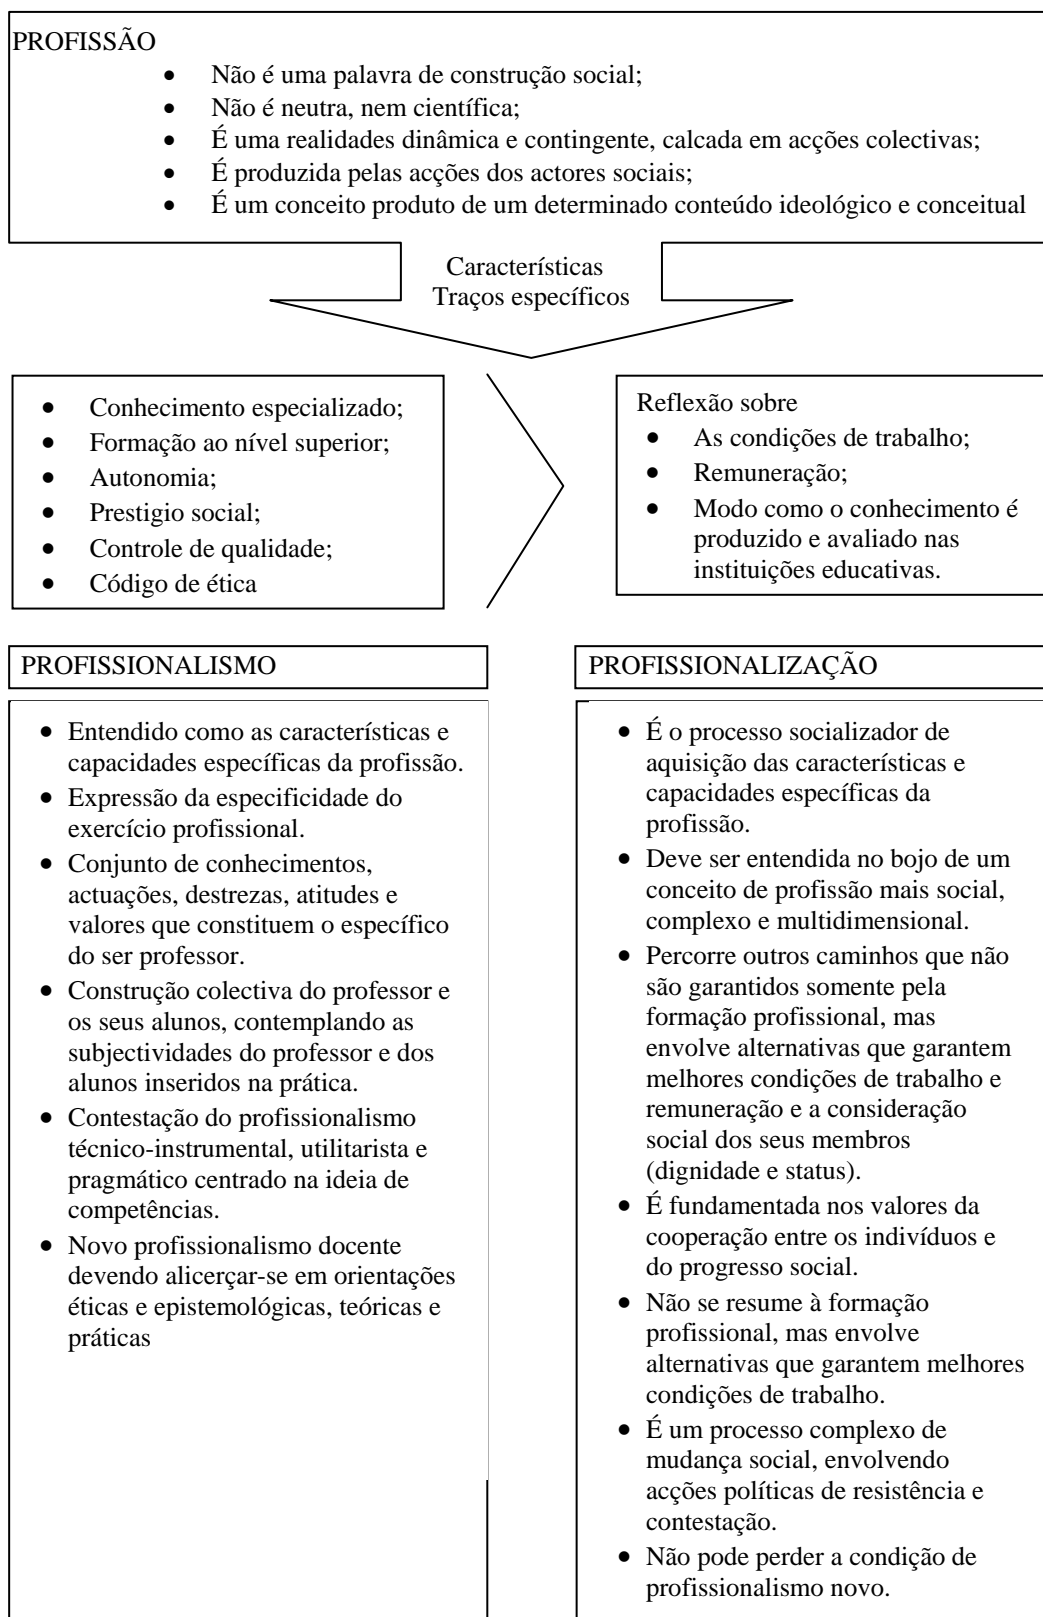 PROFISSÃO
• Não é uma palavra de construção social;
• Não é neutra, nem científica;
• É uma realidades dinâmica e contingente, calcada em acções colectivas;
• É produzida pelas acções dos actores sociais;
• É um conceito produto de um determinado conteúdo ideológico e conceitual
Características
Traços específicos
• Conhecimento especializado;
• Formação ao nível superior;
• Autonomia;
• Prestigio social;
• Controle de qualidade;
• Código de ética
Reflexão sobre
• As condições de trabalho;
• Remuneração;
• Modo como o conhecimento é
produzido e avaliado nas
instituições educativas.
PROFISSIONALISMO
• Entendido como as características e
capacidades específicas da profissão.
• Expressão da especificidade do
exercício profissional.
• Conjunto de conhecimentos,
actuações, destrezas, atitudes e
valores que constituem o específico
do ser professor.
• Construção colectiva do professor e
os seus alunos, contemplando as
subjectividades do professor e dos
alunos inseridos na prática.
• Contestação do profissionalismo
técnico-instrumental, utilitarista e
pragmático centrado na ideia de
competências.
• Novo profissionalismo docente
devendo alicerçar-se em orientações
éticas e epistemológicas, teóricas e
práticas
PROFISSIONALIZAÇÃO
• É o processo socializador de
aquisição das características e
capacidades específicas da
profissão.
• Deve ser entendida no bojo de um
conceito de profissão mais social,
complexo e multidimensional.
• Percorre outros caminhos que não
são garantidos somente pela
formação profissional, mas
envolve alternativas que garantem
melhores condições de trabalho e
remuneração e a consideração
social dos seus membros
(dignidade e status).
• É fundamentada nos valores da
cooperação entre os indivíduos e
do progresso social.
• Não se resume à formação
profissional, mas envolve
alternativas que garantem melhores
condições de trabalho.
• É um processo complexo de
mudança social, envolvendo
acções políticas de resistência e
contestação.
• Não pode perder a condição de
profissionalismo novo.